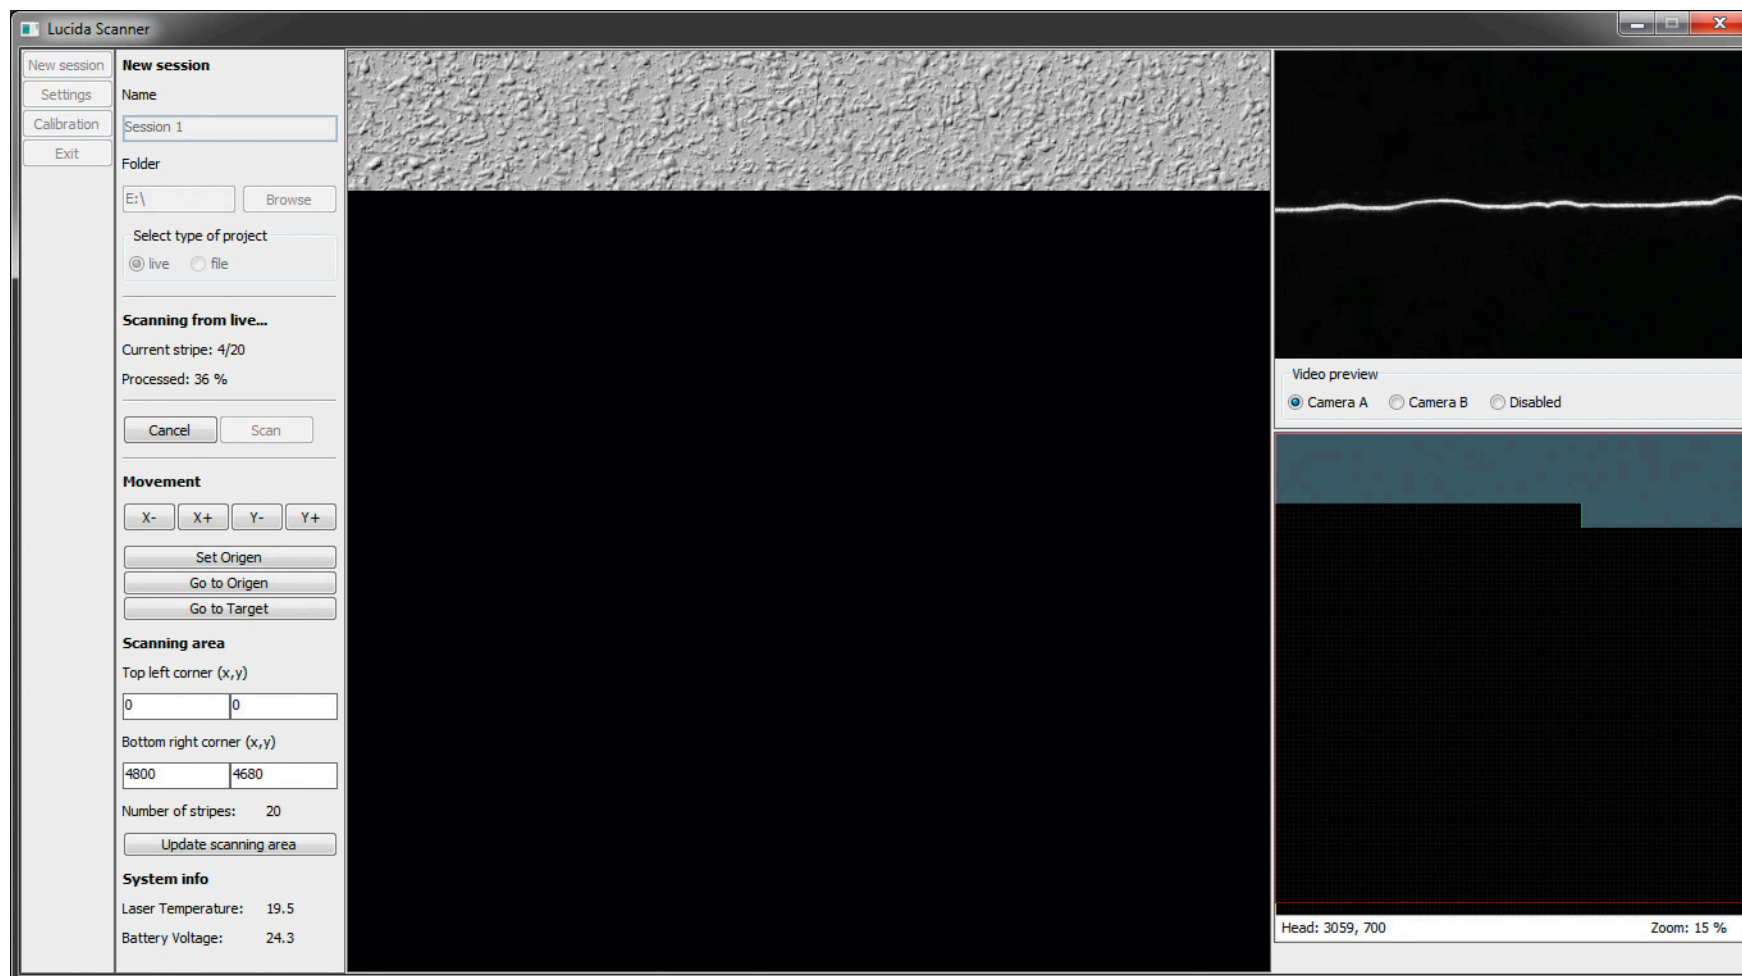 Lucida Scanner
New session
Settings
Calibration
Exit
New session
Name
Session 1
Folder
E:\
Browse
Select type of project
live file
Scanning from live...
Current stripe: 4/20
Processed: 36 %
Cancel Scan
Movement
X- X+ Y- Y+
Set Origen
Go to Origen
Go to Target
Scanning area
Top left corner (x,y)
0 0
Bottom right corner (x,y)
4800 4680
Number of stripes: 20
Update scanning area
System info
Laser Temperature: 19.5
Battery Voltage: 24.3
Video preview
Camera A Camera B Disabled
Head: 3059, 700 Zoom: 15 %